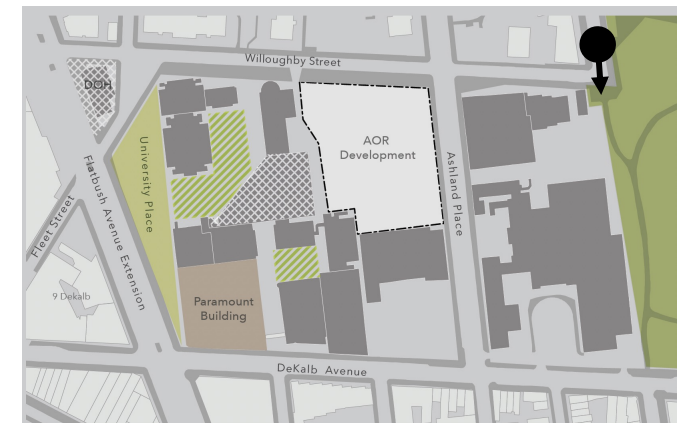 Willoughby Street
DOH
AOR
Development
University Place
Ashland Place
Flatbush Avenue Extension
Fleet Street
9 Dekalb
Paramount
Building
DeKalb Avenue